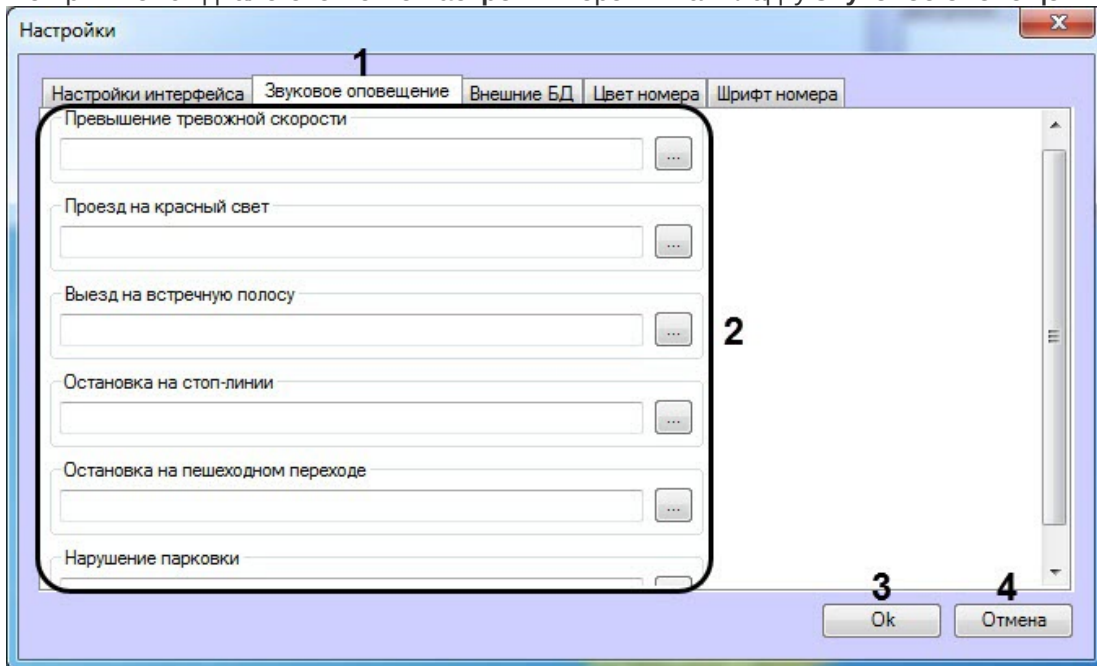 Настройки
1
Настройки интерфейса Звуковое оповещение Внешние БД Цвет номера Шрифт номера
Превышение тревожной скорости
...
Проезд на красный свет
...
Выезд на встречную полосу
... 2
Остановка на стоп-линии
...
Остановка на пешеходном переходе
...
Нарушение парковки
3 4
Ok Отмена